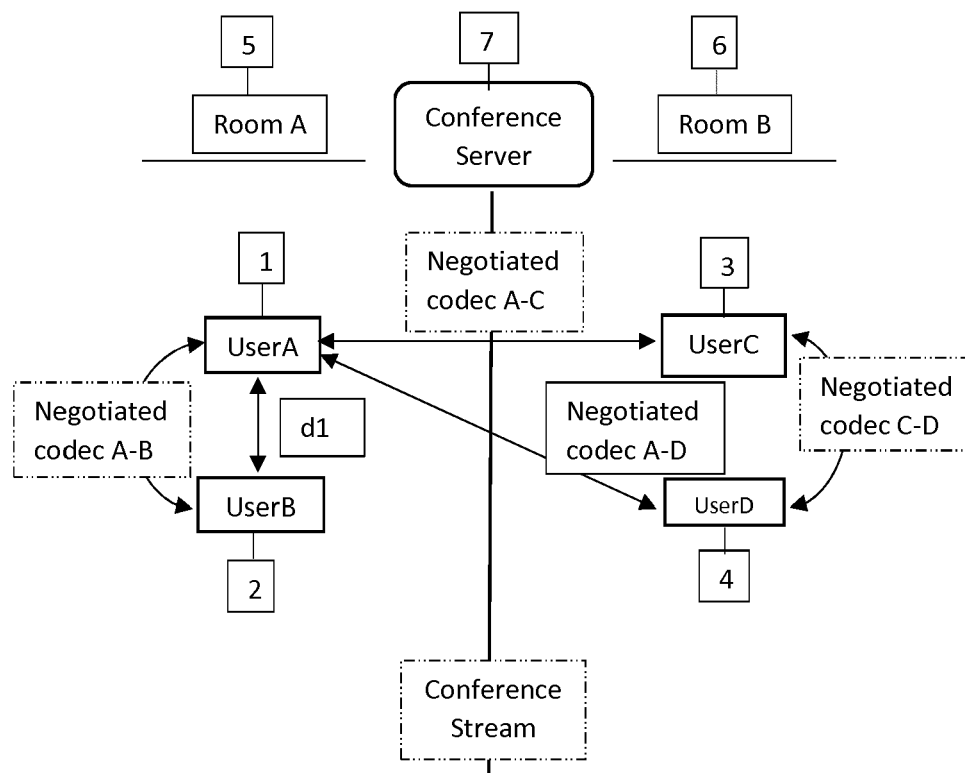 5
7
6
Room A
Conference
Server
Room B
1
Negotiated
codec A-C
3
UserA
UserC
Negotiated
codec A-B
d1
Negotiated
codec A-D
Negotiated
codec C-D
UserB
UserD
2
4
Conference
Stream